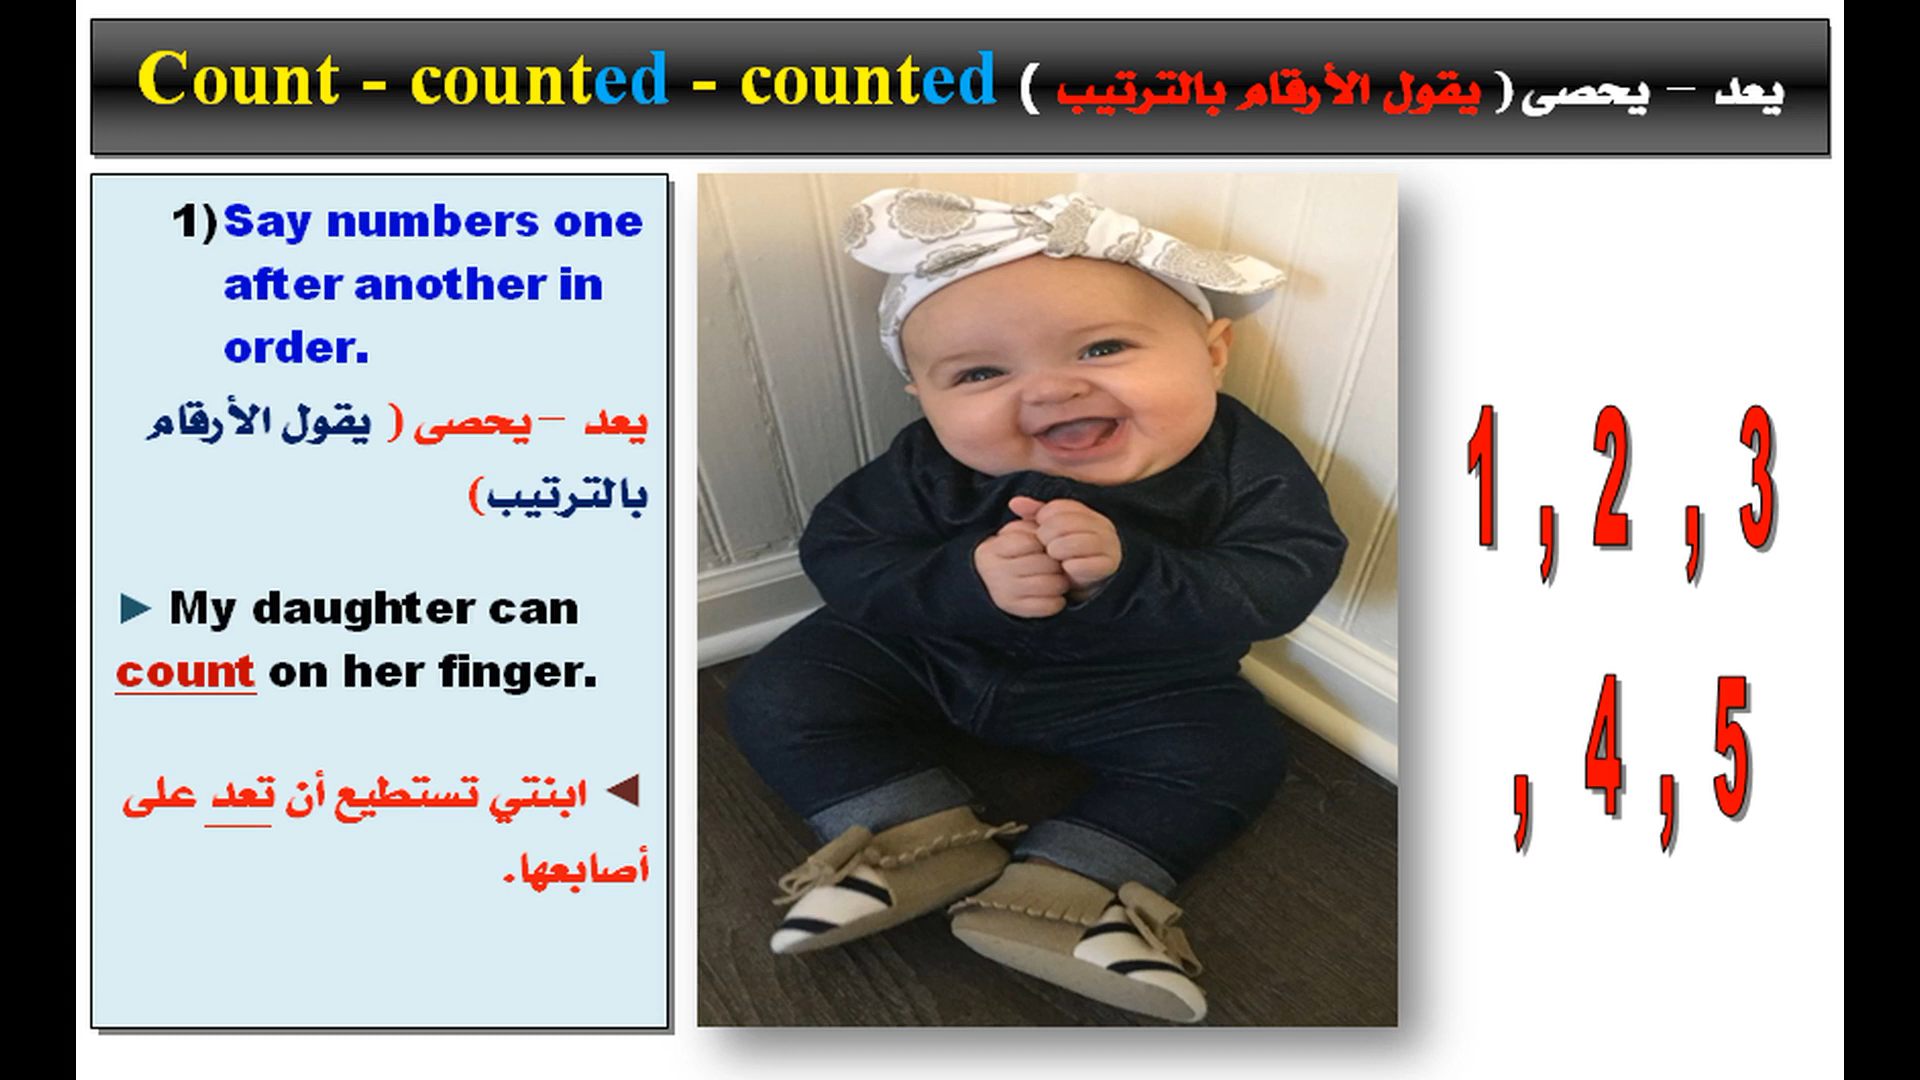 Count - counted - counted ( يعد – يحصى ( يقول الأرقام بالترتيب
1) Say numbers one
after another in
order.
يعد – يحصى ( يقول الأرقام
بالترتيب)
► My daughter can
count on her finger.
◄ ابنتي تستطيع أن تعد على
أصابعها.
1 , 2 , 3
, 4 , 5